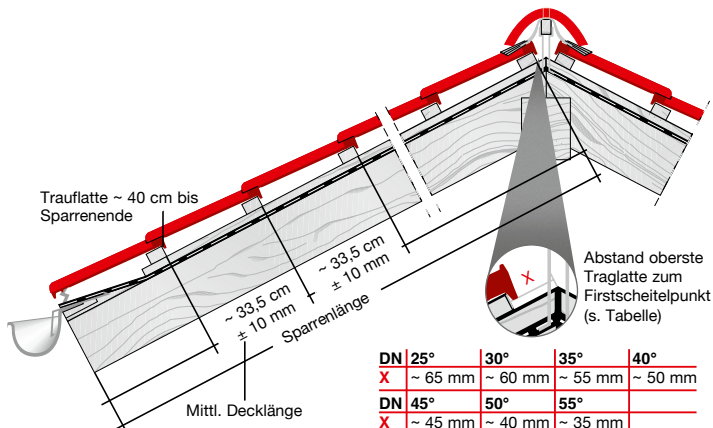 Trauflatte ~ 40 cm bis
Sparrenende
~ 33,5 cm
± 10 mm
~ 33,5 cm
± 10 mm
Sparrenlänge
Mittl. Decklänge
X
Abstand oberste
Traglatte zum
Firstscheitelpunkt
(s. Tabelle)
DN 25° 30° 35° 40°
X ~ 65 mm ~ 60 mm ~ 55 mm ~ 50 mm
DN 45° 50° 55°
X ~ 45 mm ~ 40 mm ~ 35 mm